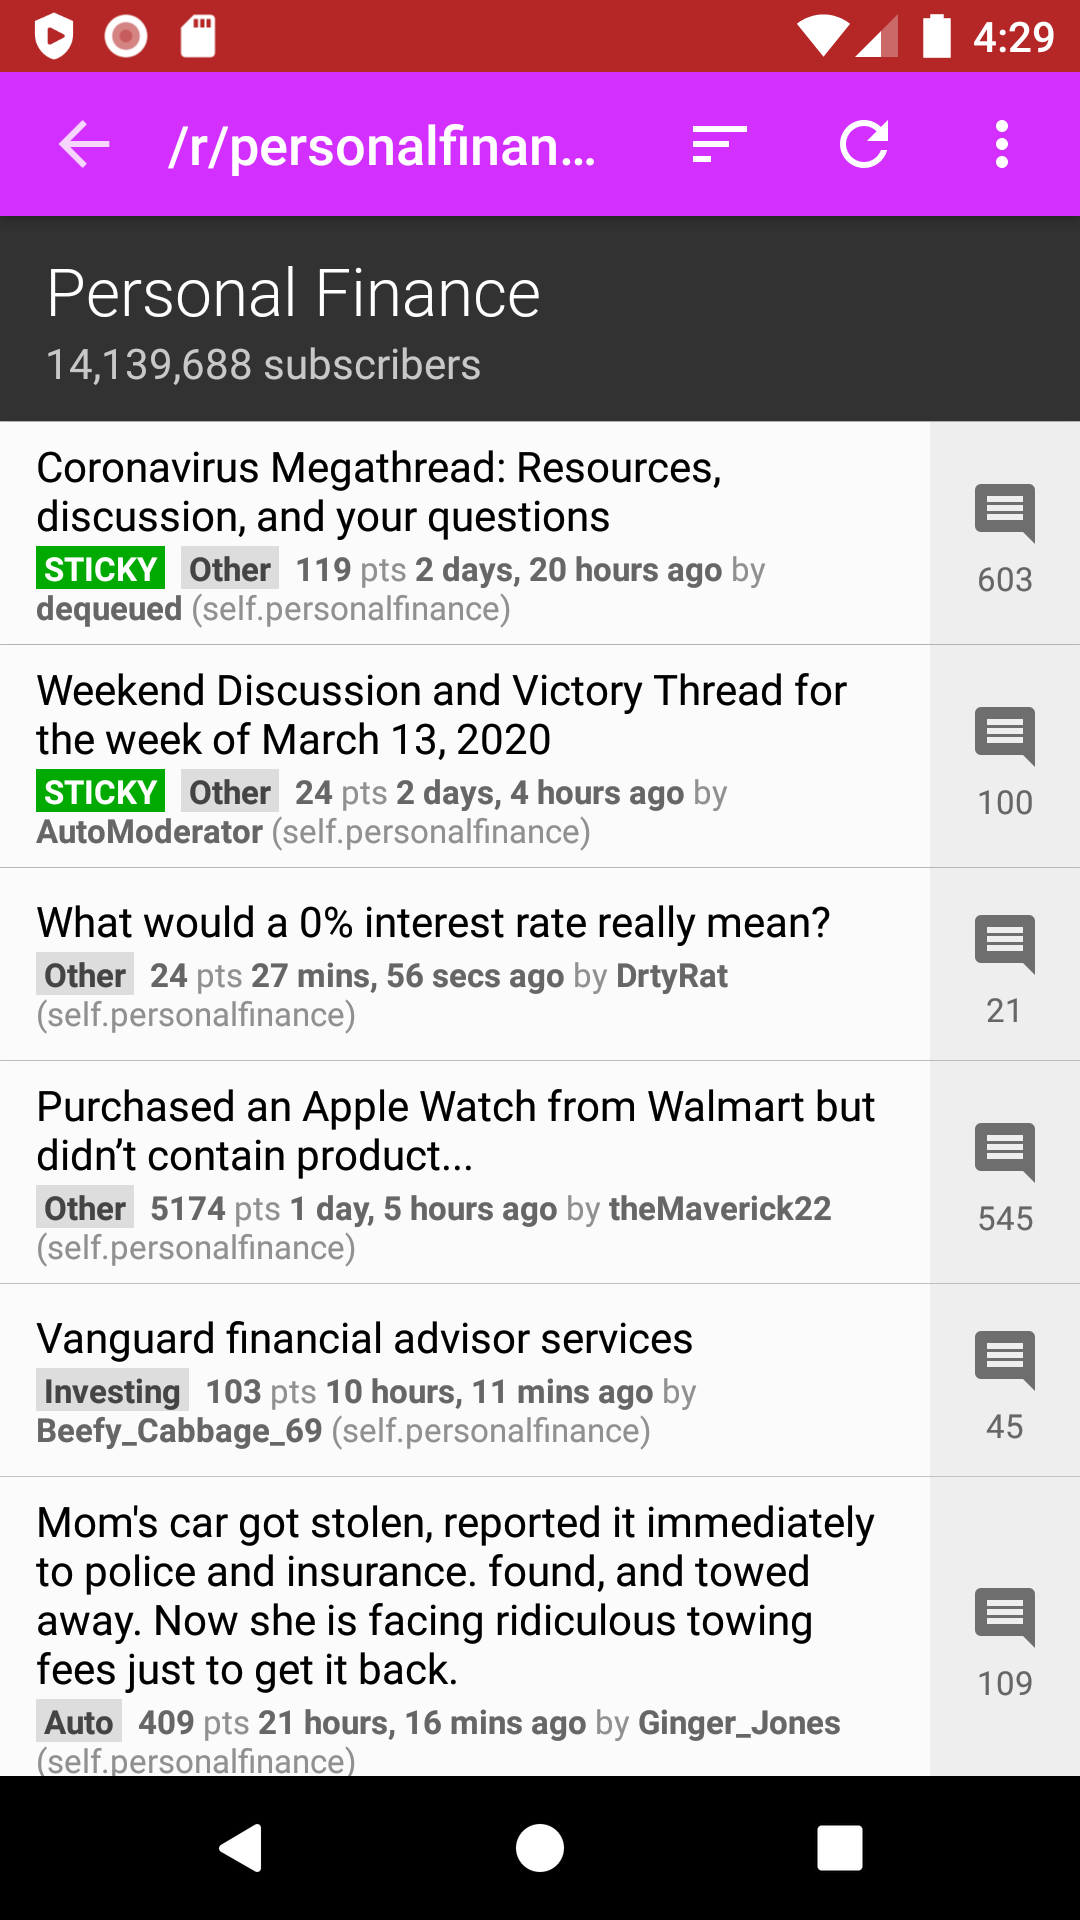 4:29
/r/personalfinan...
Personal Finance
14,139,688 subscribers
Coronavirus Megathread: Resources,
discussion, and your questions
STICKY Other 119 pts 2 days, 20 hours ago by
dequeued (self.personalfinance)
603
Weekend Discussion and Victory Thread for
the week of March 13, 2020
STICKY Other 24 pts 2 days, 4 hours ago by
AutoModerator (self.personalfinance)
100
What would a 0% interest rate really mean?
Other 24 pts 27 mins, 56 secs ago by DrtyRat
(self.personalfinance)
21
Purchased an Apple Watch from Walmart but
didn’t contain product...
Other 5174 pts 1 day, 5 hours ago by theMaverick22
(self.personalfinance)
545
Vanguard financial advisor services
Investing 103 pts 10 hours, 11 mins ago by
Beefy_Cabbage_69 (self.personalfinance)
45
Mom's car got stolen, reported it immediately
to police and insurance. found, and towed
away. Now she is facing ridiculous towing
fees just to get it back.
Auto 409 pts 21 hours, 16 mins ago by Ginger_Jones
(self.personalfinance)
109